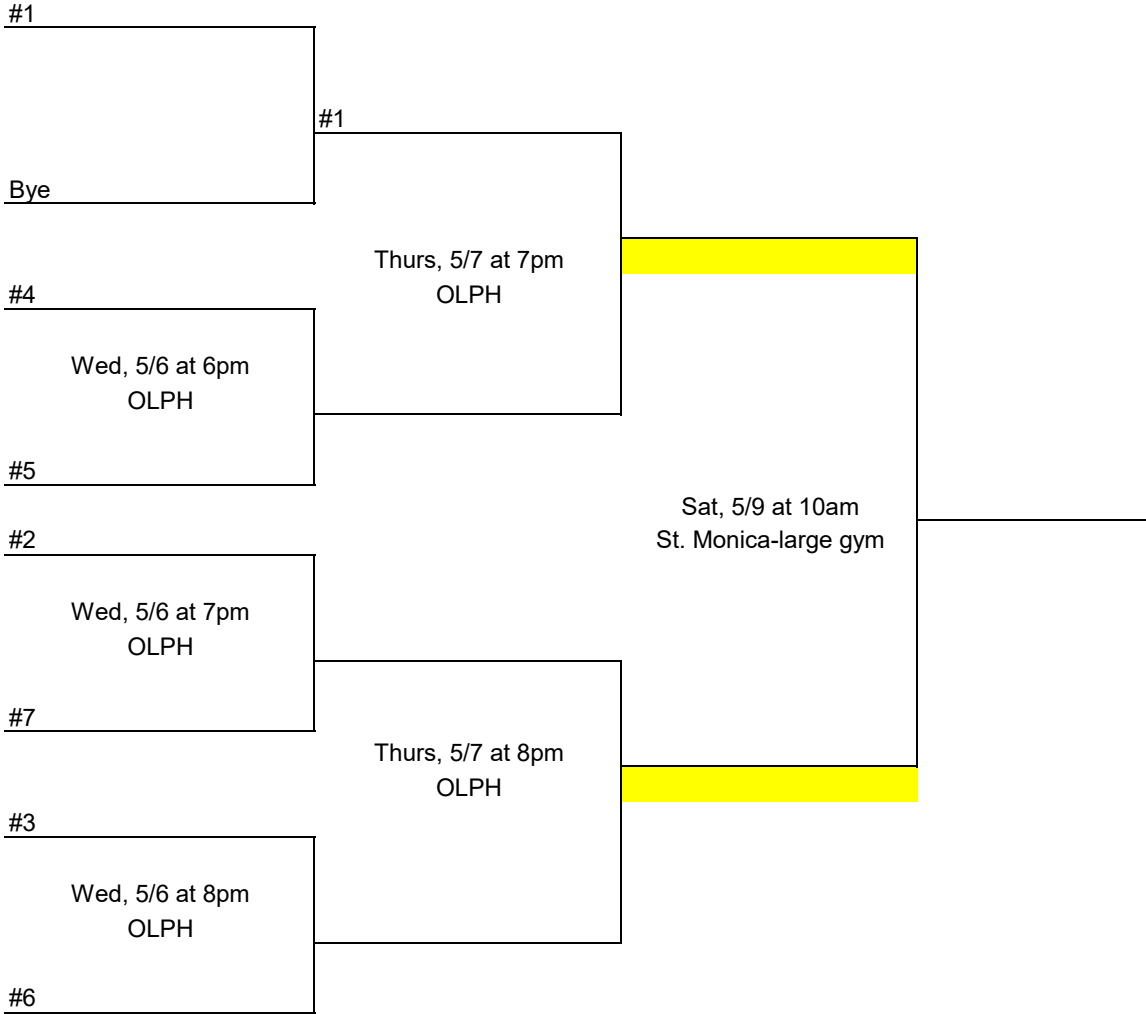 #1
#1
Bye
Thurs, 5/7 at 7pm
OLPH
#4
Wed, 5/6 at 6pm
OLPH
#5
Sat, 5/9 at 10am
St. Monica-large gym
#2
Wed, 5/6 at 7pm
OLPH
#7
Thurs, 5/7 at 8pm
OLPH
#3
Wed, 5/6 at 8pm
OLPH
#6